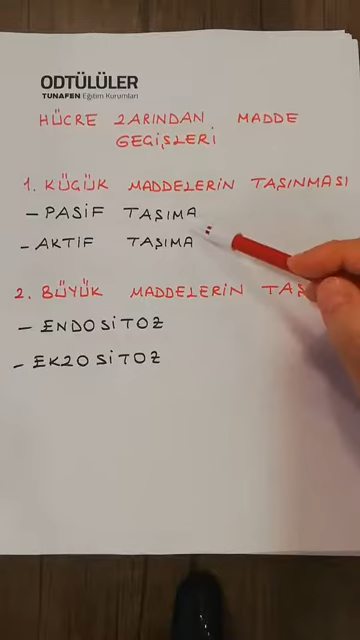 ODTÜLÜLER
TUNAFEN Eğitim Kurumları
HÜCRE ZARINDAN MADDE
GEÇİŞLERİ
1. KÜÇÜK MADDELERİN TAŞINMASI
- PASİF TAŞIMA
- AKTİF TAŞIMA
2. BÜYÜK MADDELERİN
- ENDOSİTOZ
- EKZOSİTOZ